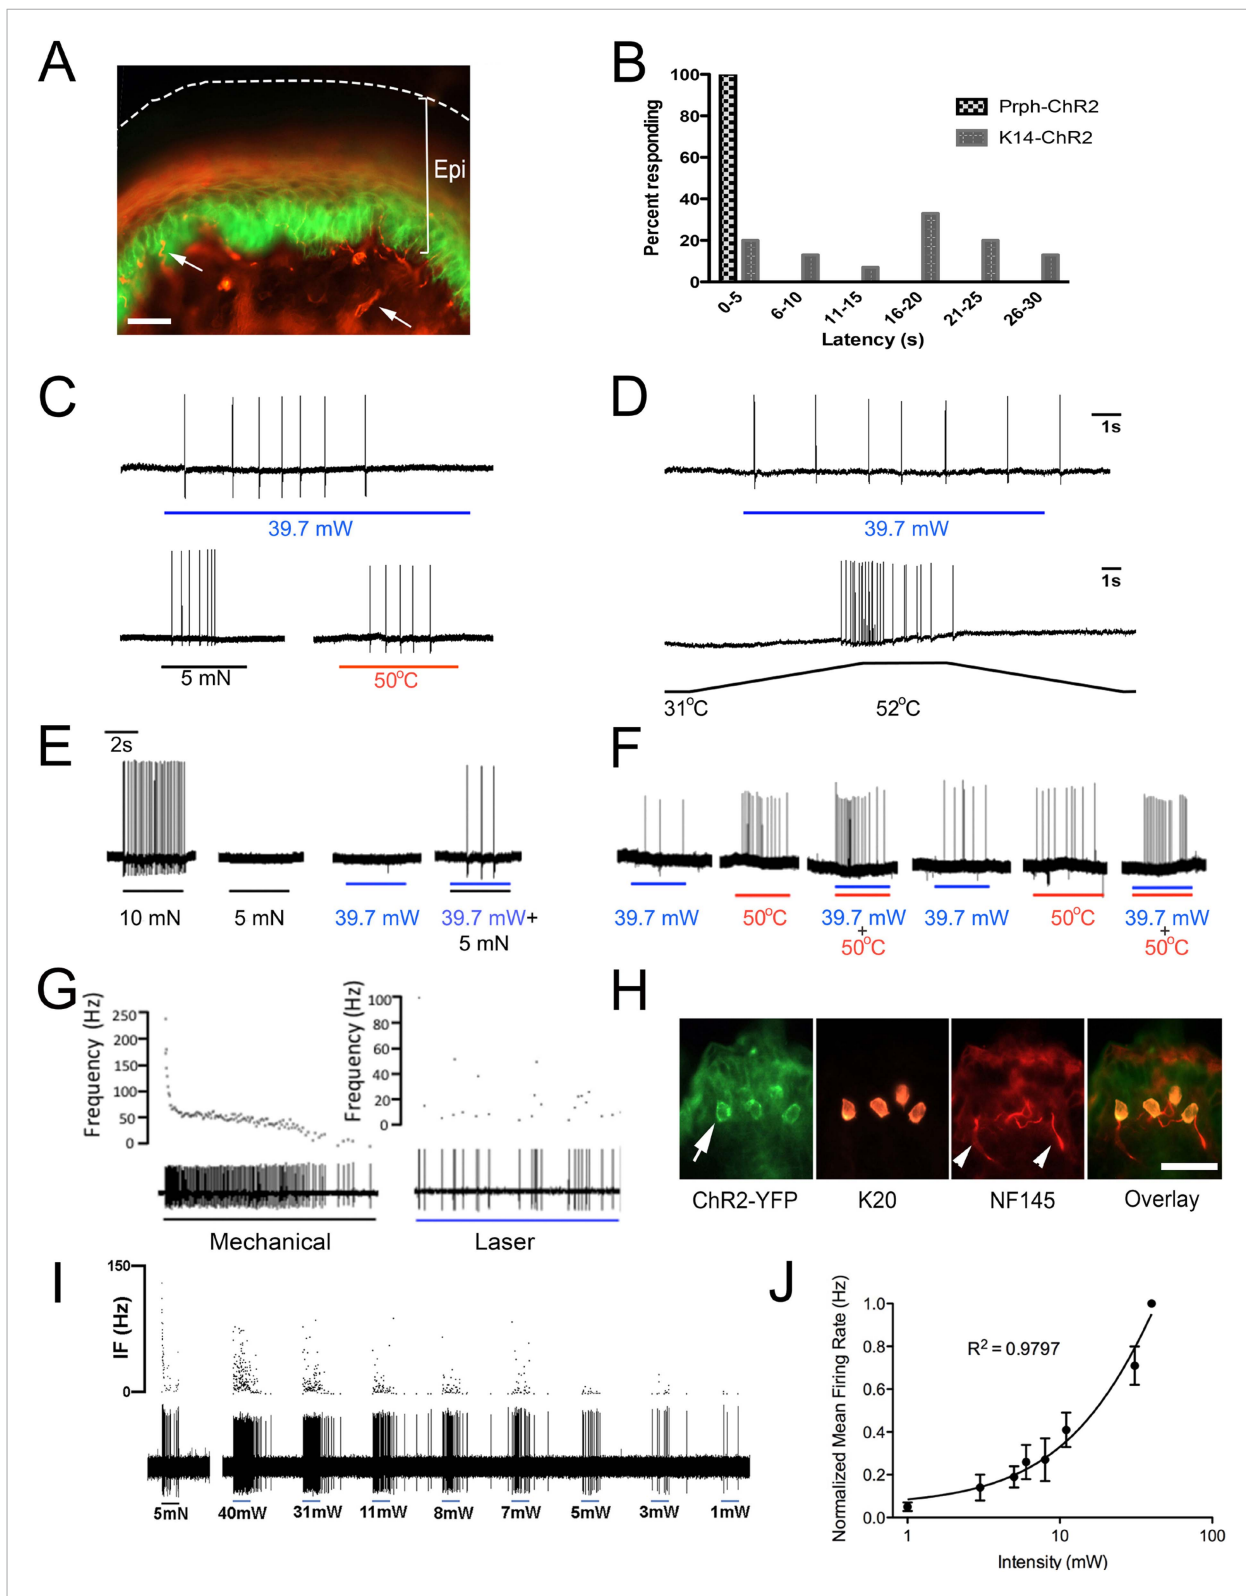 A
Epi
B
Percent responding
100
80
60
40
20
0
Prph-ChR2
K14-ChR2
0-5
6-10
11-15
16-20
21-25
26-30
Latency (s)
C
39.7 mW
5 mN
50°C
D
1s
39.7 mW
1s
31°C
52°C
E
2s
10 mN
5 mN
39.7 mW
39.7 mW+
5 mN
F
39.7 mW
50°C
39.7 mW
+
50°C
39.7 mW
50°C
39.7 mW
+
50°C
G
Frequency (Hz)
250
200
150
100
50
0
Mechanical
Frequency (Hz)
100
80
60
40
20
0
Laser
H
ChR2-YFP
K20
NF145
Overlay
I
IF (Hz)
150
0
5mN
40mW
31mW
11mW
8mW
7mW
5mW
3mW
1mW
J
Normalized Mean Firing Rate (Hz)
1.0
0.8
0.6
0.4
0.2
0.0
R² = 0.9797
1
10
100
Intensity (mW)